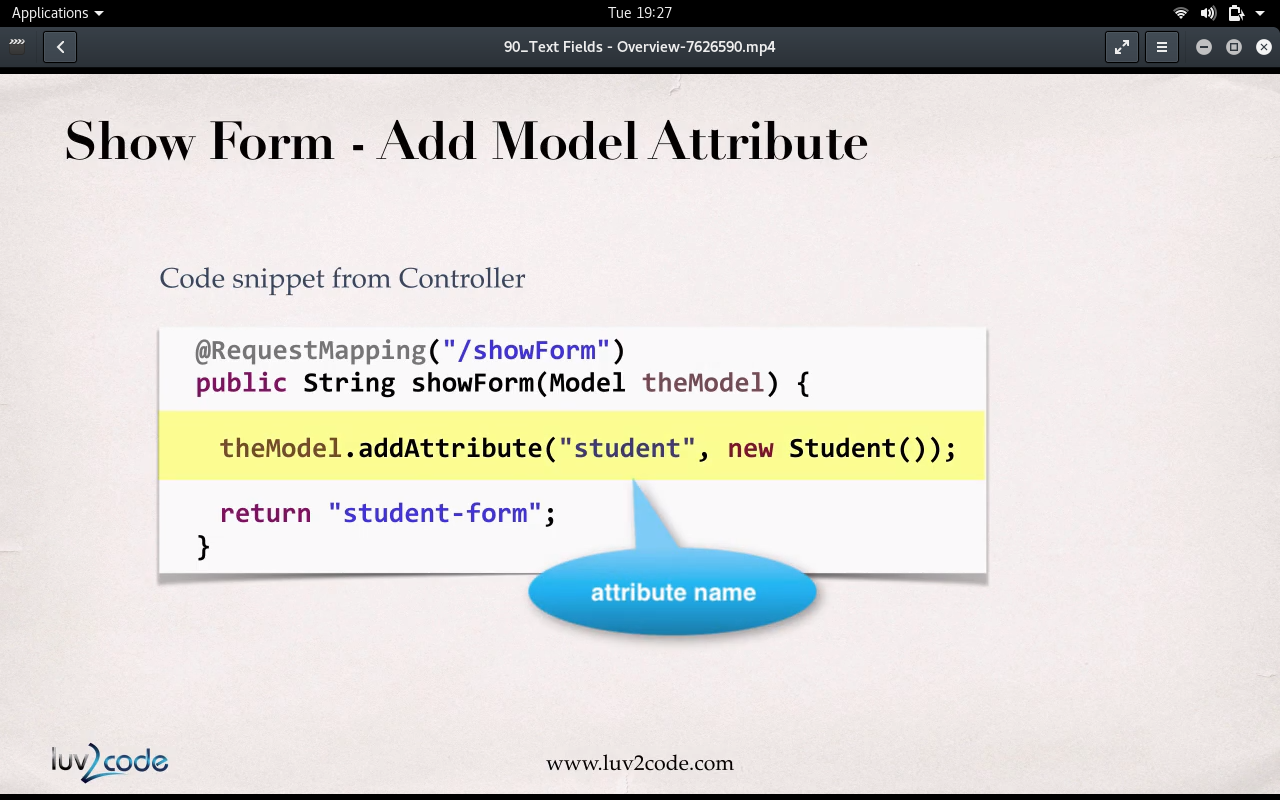 Applications
Tue 19:27
90_Text Fields - Overview-7626590.mp4
Show Form - Add Model Attribute
Code snippet from Controller
@RequestMapping("/showForm")
public String showForm(Model theModel) {
theModel.addAttribute("student", new Student());
return "student-form";
}
attribute name
luv2code
www.luv2code.com